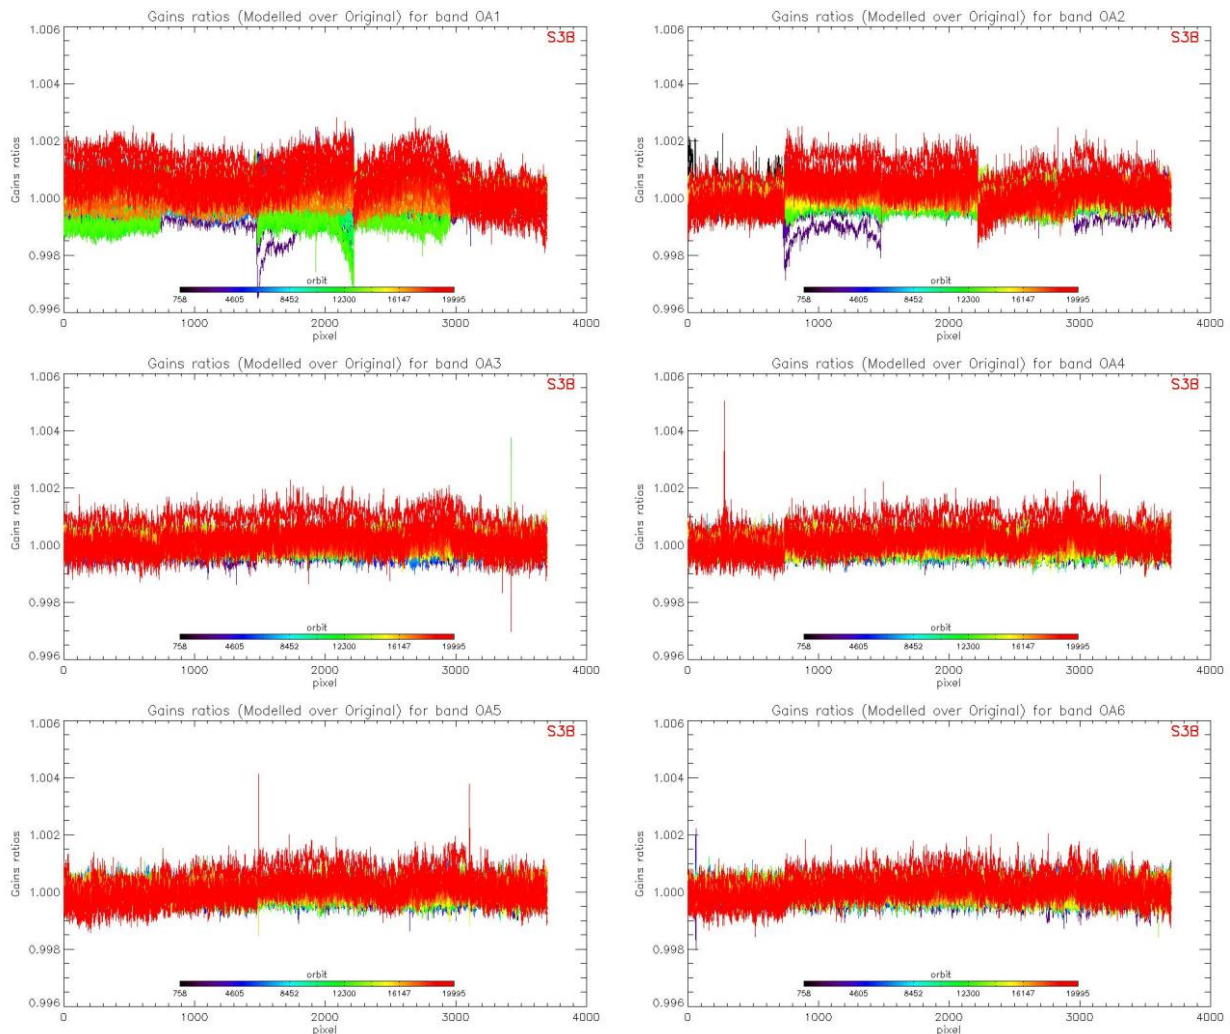 Gains ratios (Modelled over Original) for band OA1
S3B
1.006
1.004
1.002
1.000
0.998
0.996
Gains ratios
orbit
758 4605 8452 12300 16147 19995
0 1000 2000 3000 4000
pixel
Gains ratios (Modelled over Original) for band OA2
S3B
1.006
1.004
1.002
1.000
0.998
0.996
Gains ratios
orbit
758 4605 8452 12300 16147 19995
0 1000 2000 3000 4000
pixel
Gains ratios (Modelled over Original) for band OA3
S3B
1.006
1.004
1.002
1.000
0.998
0.996
Gains ratios
orbit
758 4605 8452 12300 16147 19995
0 1000 2000 3000 4000
pixel
Gains ratios (Modelled over Original) for band OA4
S3B
1.006
1.004
1.002
1.000
0.998
0.996
Gains ratios
orbit
758 4605 8452 12300 16147 19995
0 1000 2000 3000 4000
pixel
Gains ratios (Modelled over Original) for band OA5
S3B
1.006
1.004
1.002
1.000
0.998
0.996
Gains ratios
orbit
758 4605 8452 12300 16147 19995
0 1000 2000 3000 4000
pixel
Gains ratios (Modelled over Original) for band OA6
S3B
1.006
1.004
1.002
1.000
0.998
0.996
Gains ratios
orbit
758 4605 8452 12300 16147 19995
0 1000 2000 3000 4000
pixel